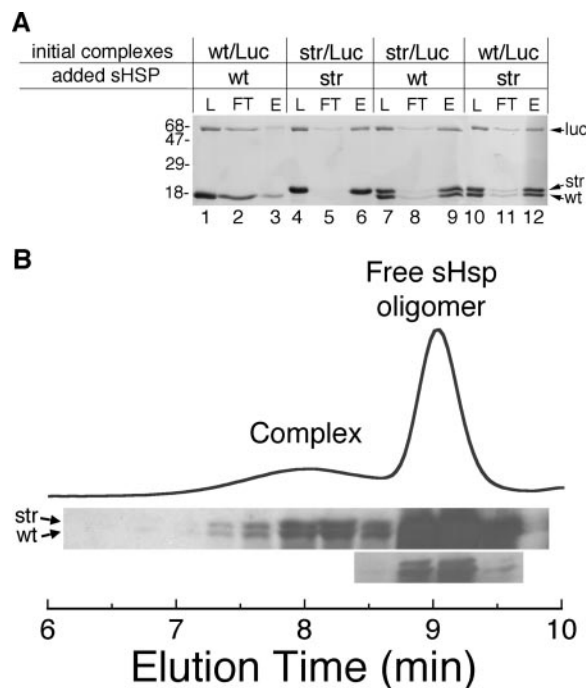 A
initial complexes wt/Luc str/Luc str/Luc wt/Luc
added sHSP wt str wt str
L FT E L FT E L FT E L FT E
68-
47-
29-
18-
luc
str
wt
1 2 3 4 5 6 7 8 9 10 11 12
B
Free sHsp
oligomer
Complex
str
wt
6 7 8 9 10
Elution Time (min)